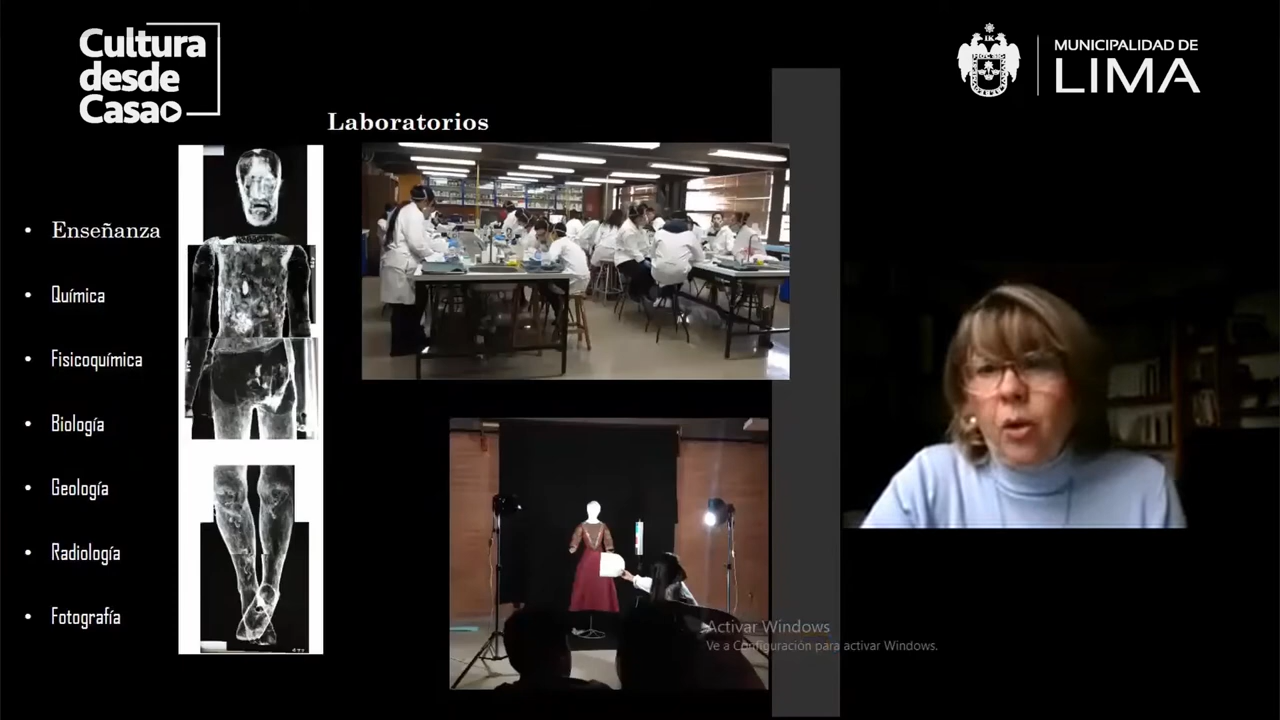 Cultura
desde
Casa
MUNICIPALIDAD DE
LIMA
Laboratorios
• Enseñanza
• Química
• Fisicoquímica
• Biología
• Geología
• Radiología
• Fotografía
Activar Windows
Ve a Configuración para activar Windows.